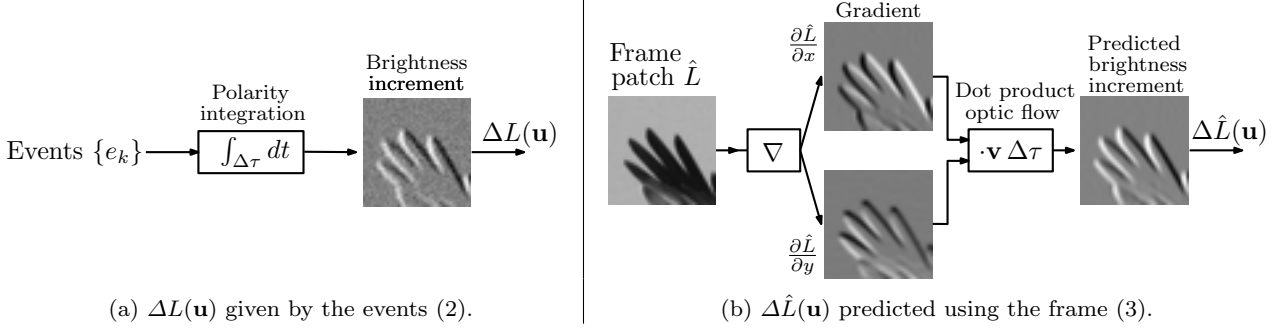 Events {e_k}
Polarity
integration
∫_{Δτ} dt
Brightness
increment
ΔL(u)
(a) ΔL(u) given by the events (2).
Frame
patch L̂
∇
Gradient
∂L̂/∂x
∂L̂/∂y
Dot product
optic flow
·v Δτ
Predicted
brightness
increment
ΔL̂(u)
(b) ΔL̂(u) predicted using the frame (3).